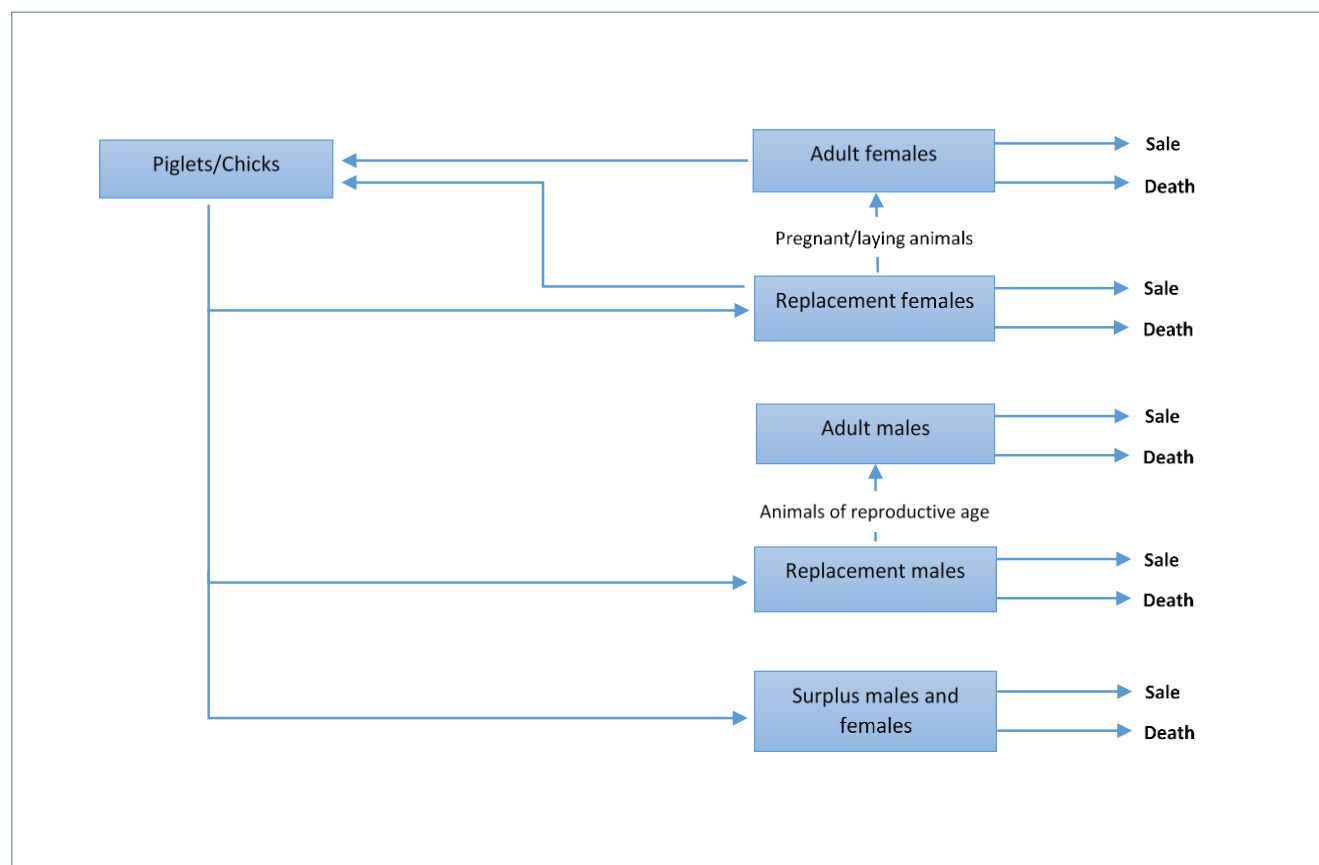 Piglets/Chicks
Adult females
Sale
Death
Pregnant/laying animals
Replacement females
Sale
Death
Adult males
Sale
Death
Animals of reproductive age
Replacement males
Sale
Death
Surplus males and
females
Sale
Death